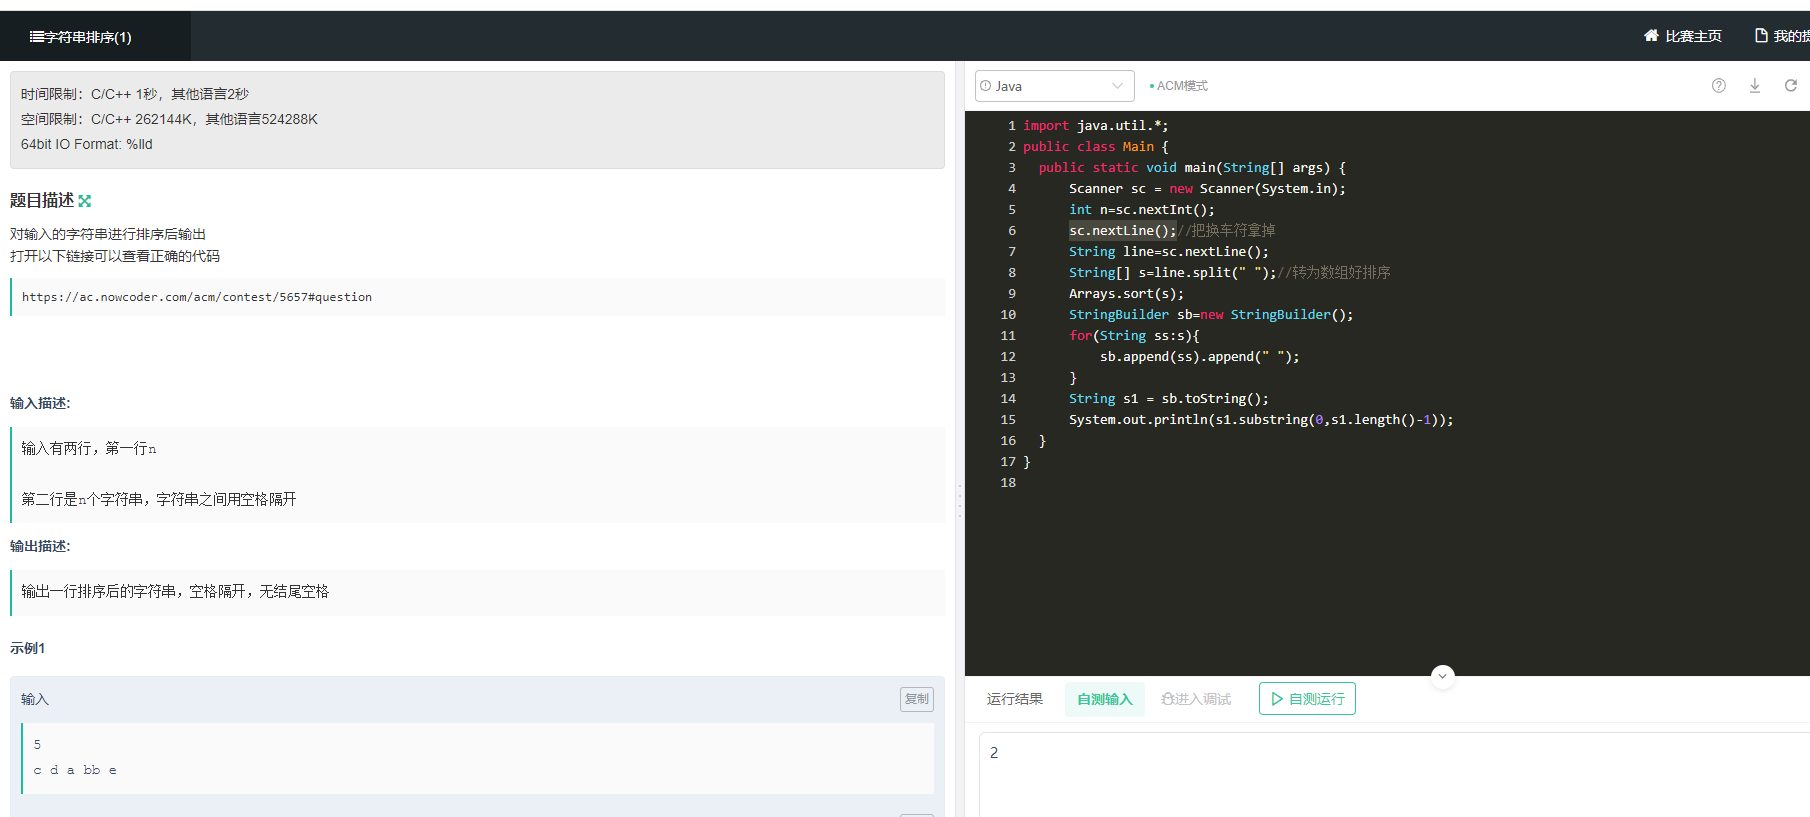 字符串排序(1)
比赛主页
我的提
时间限制：C/C++ 1秒，其他语言2秒
空间限制：C/C++ 262144K，其他语言524288K
64bit IO Format: %lld
题目描述
对输入的字符串进行排序后输出
打开以下链接可以查看正确的代码
https://ac.nowcoder.com/acm/contest/5657#question
输入描述:
输入有两行，第一行n
第二行是n个字符串，字符串之间用空格隔开
输出描述:
输出一行排序后的字符串，空格隔开，无结尾空格
示例1
输入
复制
5
c d a bb e
Java
ACM模式
1 import java.util.*;
2 public class Main {
3   public static void main(String[] args) {
4       Scanner sc = new Scanner(System.in);
5       int n=sc.nextInt();
6       sc.nextLine();//把换车符拿掉
7       String line=sc.nextLine();
8       String[] s=line.split(" ");//转为数组好排序
9       Arrays.sort(s);
10       StringBuilder sb=new StringBuilder();
11       for(String ss:s){
12           sb.append(ss).append(" ");
13       }
14       String s1 = sb.toString();
15       System.out.println(s1.substring(0,s1.length()-1));
16   }
17 }
18
运行结果
自测输入
进入调试
自测运行
2